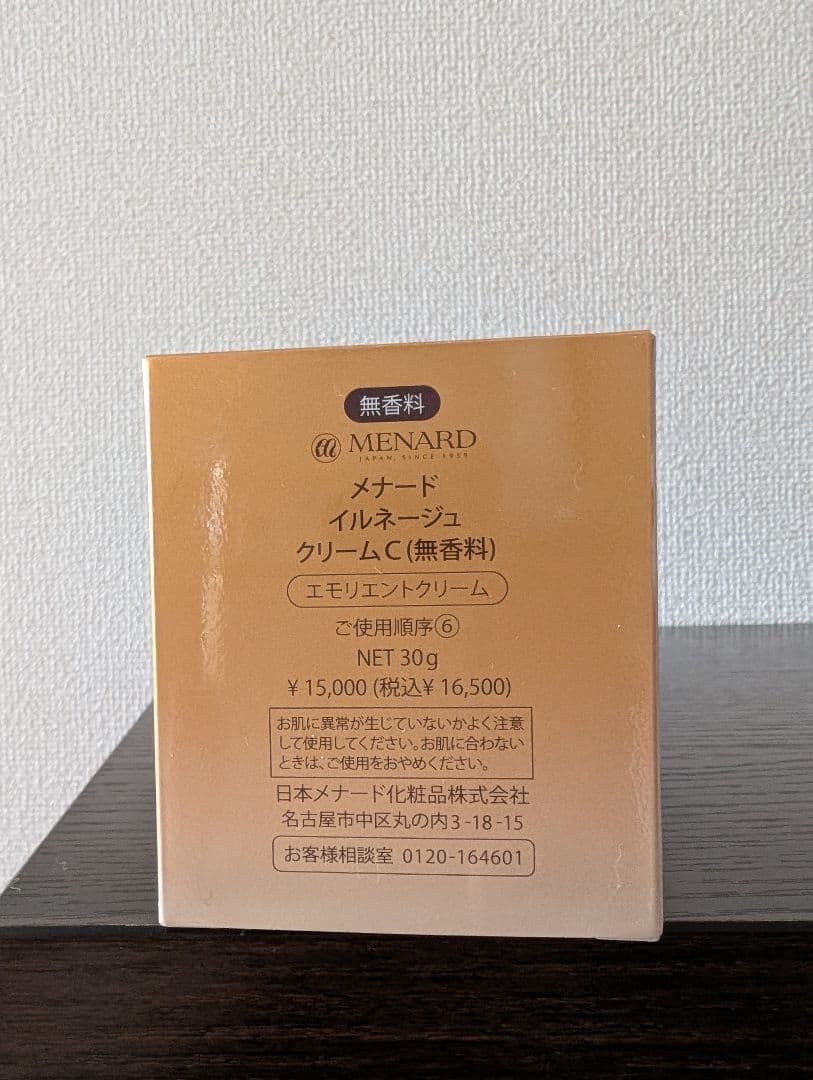 無香料
MENARD
JAPAN, SINCE 1959
メナード
イルネージュ
クリームC(無香料)
エモリエントクリーム
ご使用順序⑥
NET 30g
¥15,000(税込¥16,500)
お肌に異常が生じていないかよく注意
して使用してください。お肌に合わない
ときは、ご使用をおやめください。
日本メナード化粧品株式会社
名古屋市中区丸の内3-18-15
お客様相談室 0120-164601